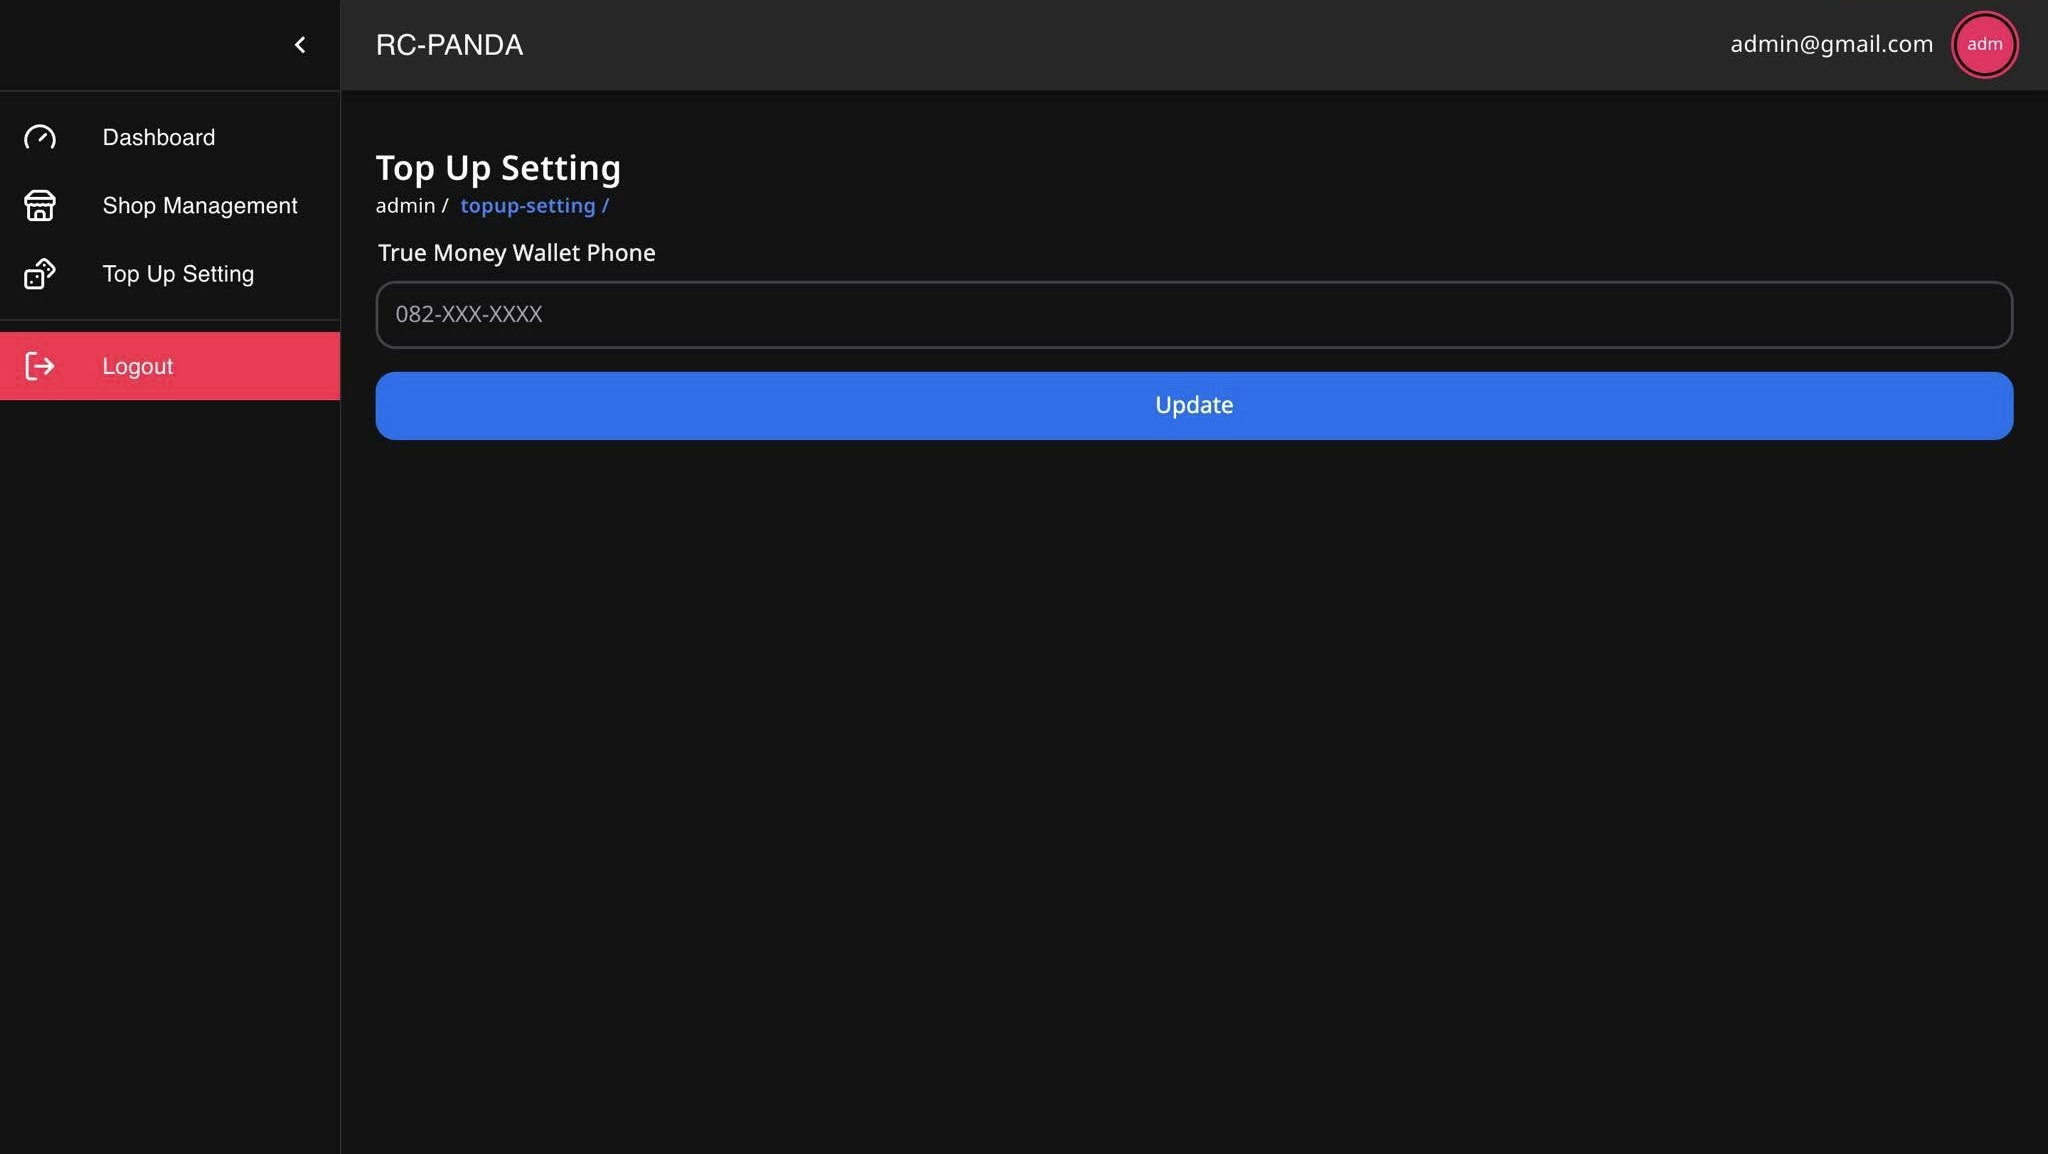 RC-PANDA
admin@gmail.com
adm
Dashboard
Shop Management
Top Up Setting
Logout
Top Up Setting
admin / topup-setting /
True Money Wallet Phone
082-XXX-XXXX
Update